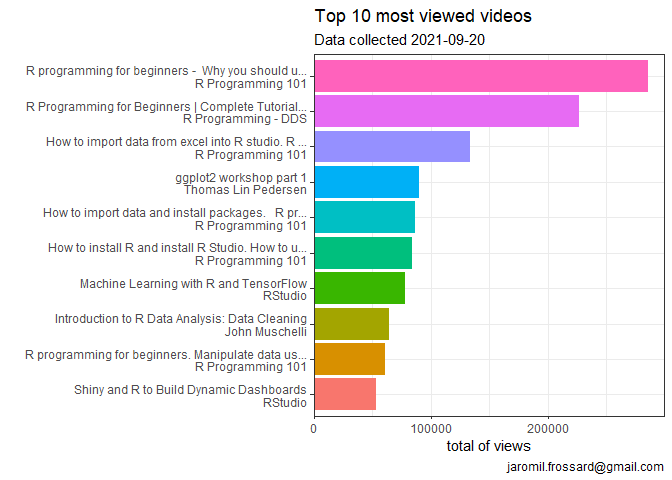 Top 10 most viewed videos
Data collected 2021-09-20
R programming for beginners - Why you should u...
R Programming 101
R Programming for Beginners | Complete Tutorial...
R Programming - DDS
How to import data from excel into R studio. R ...
R Programming 101
ggplot2 workshop part 1
Thomas Lin Pedersen
How to import data and install packages. R pr...
R Programming 101
How to install R and install R Studio. How to u...
R Programming 101
Machine Learning with R and TensorFlow
RStudio
Introduction to R Data Analysis: Data Cleaning
John Muschelli
R programming for beginners. Manipulate data us...
R Programming 101
Shiny and R to Build Dynamic Dashboards
RStudio
0 100000 200000
total of views
jaromil.frossard@gmail.com